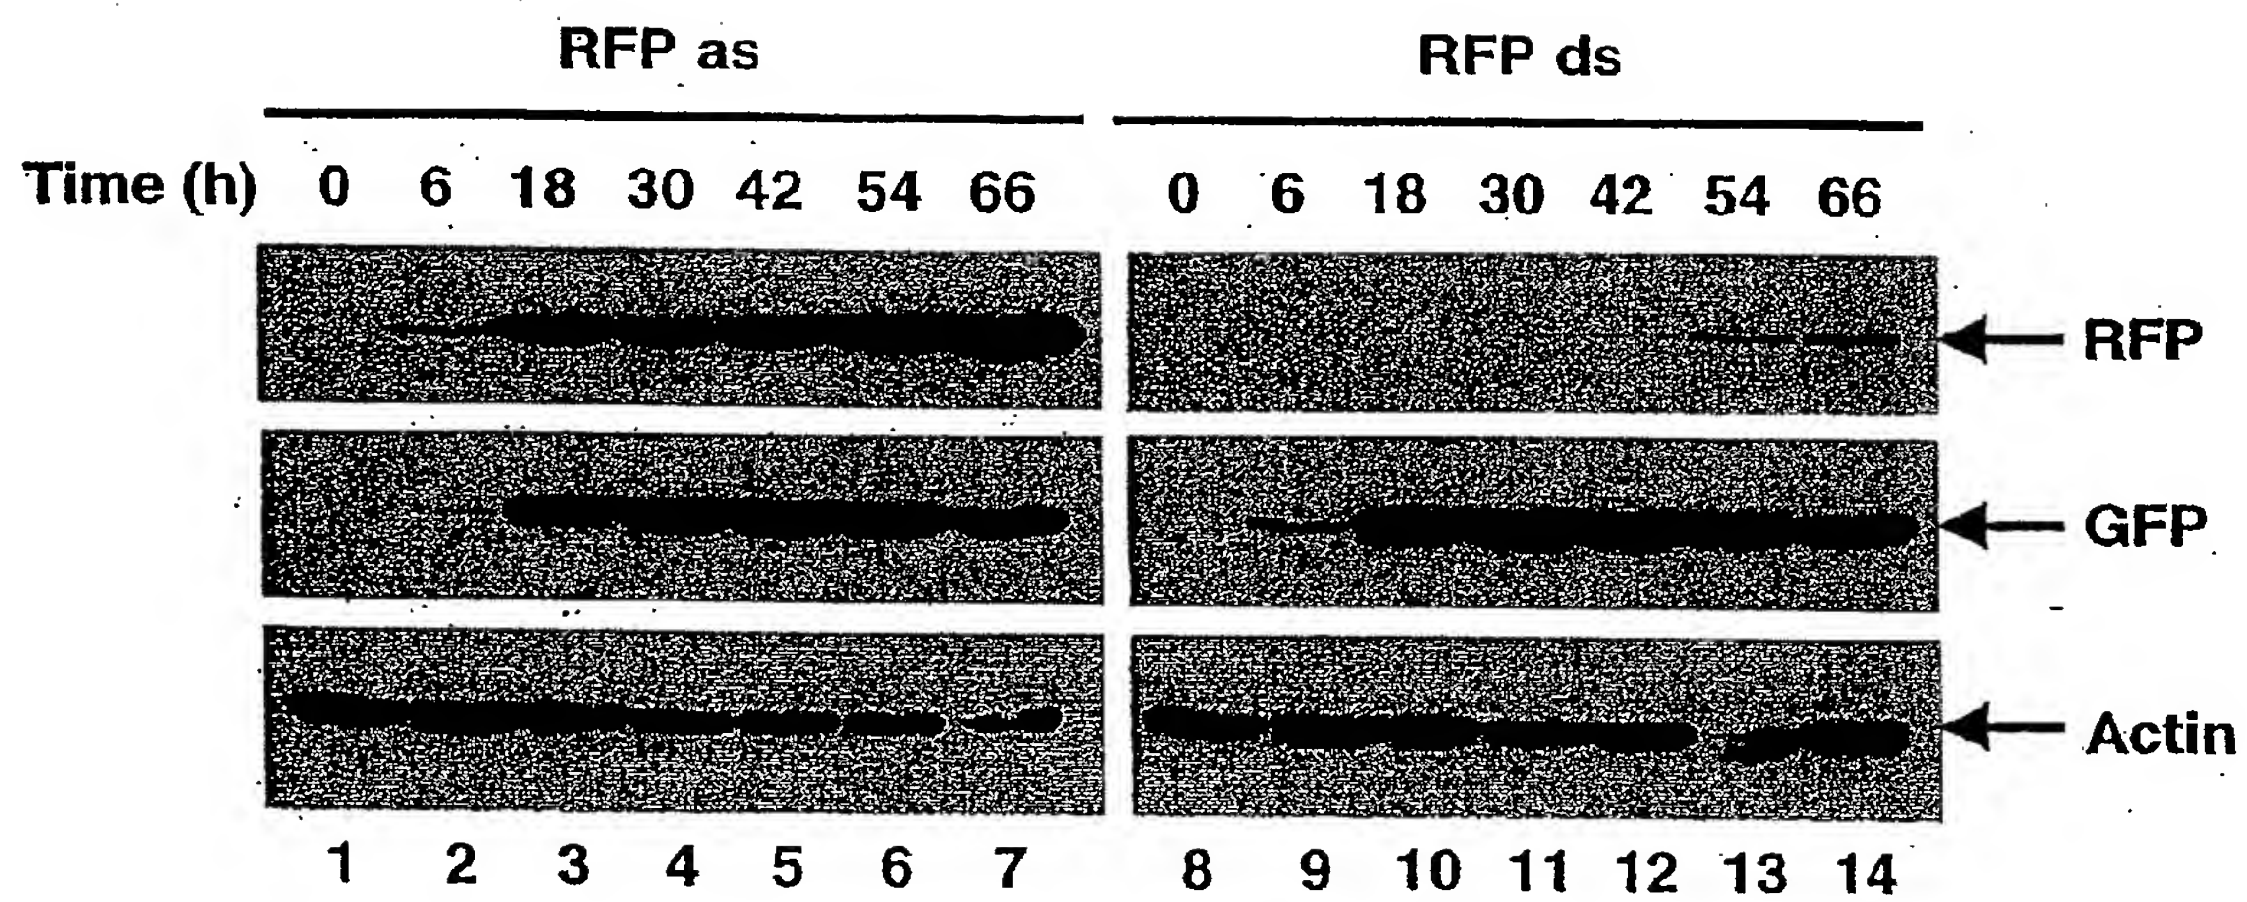 RFP as RFP ds
Time (h) 0 6 18 30 42 54 66 0 6 18 30 42 54 66
RFP
GFP
Actin
1 2 3 4 5 6 7 8 9 10 11 12 13 14